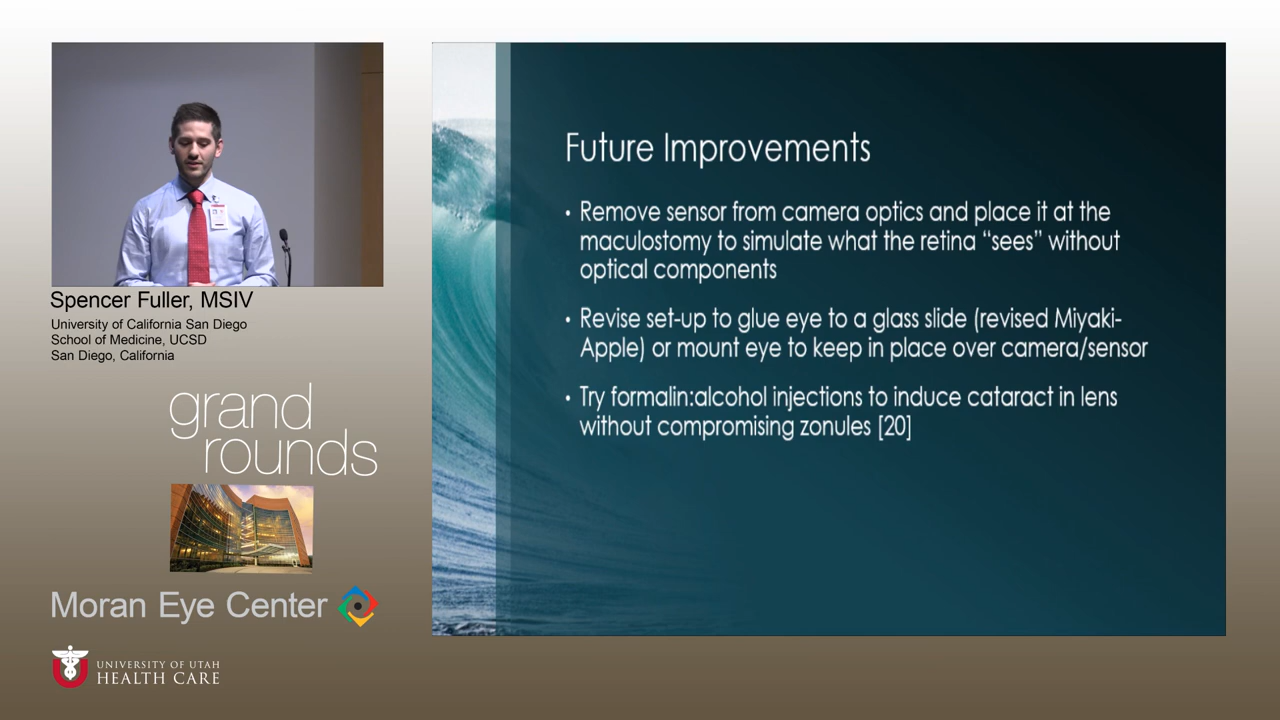 Spencer Fuller, MSIV
University of California San Diego
School of Medicine, UCSD
San Diego, California
grand
rounds
Moran Eye Center
UNIVERSITY OF UTAH
HEALTH CARE
Future Improvements
• Remove sensor from camera optics and place it at the
maculostomy to simulate what the retina “sees” without
optical components
• Revise set-up to glue eye to a glass slide (revised Miyaki-
Apple) or mount eye to keep in place over camera/sensor
• Try formalin:alcohol injections to induce cataract in lens
without compromising zonules [20]